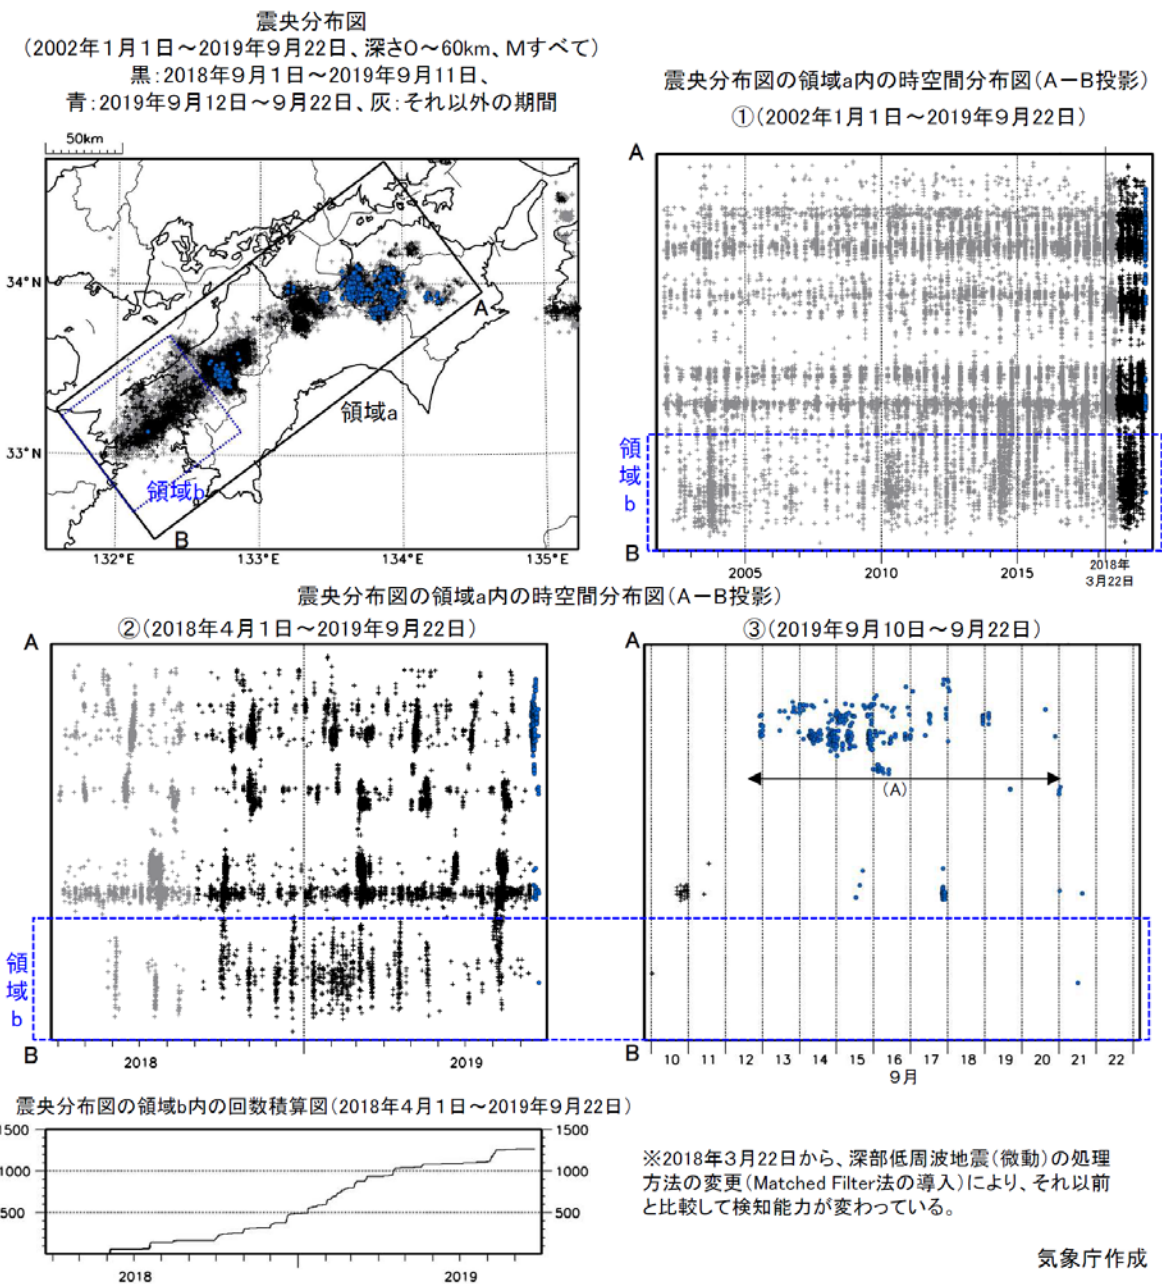 震央分布図
(2002年1月1日～2019年9月22日、深さ0～60km、Mすべて)
黒:2018年9月1日～2019年9月11日、
青:2019年9月12日～9月22日、灰:それ以外の期間
50km
34°N
33°N
132°E
133°E
134°E
135°E
A
領域a
領域b
B
震央分布図の領域a内の時空間分布図(A－B投影)
①(2002年1月1日～2019年9月22日)
A
領域b
B
2005
2010
2015
2018年
3月22日
震央分布図の領域a内の時空間分布図(A－B投影)
②(2018年4月1日～2019年9月22日)
A
領域b
B
2018
2019
③(2019年9月10日～9月22日)
A
(A)
B
10 11 12 13 14 15 16 17 18 19 20 21 22
9月
震央分布図の領域b内の回数積算図(2018年4月1日～2019年9月22日)
1500
1000
500
1500
1000
500
2018
2019
※2018年3月22日から、深部低周波地震(微動)の処理
方法の変更(Matched Filter法の導入)により、それ以前
と比較して検知能力が変わっている。
気象庁作成